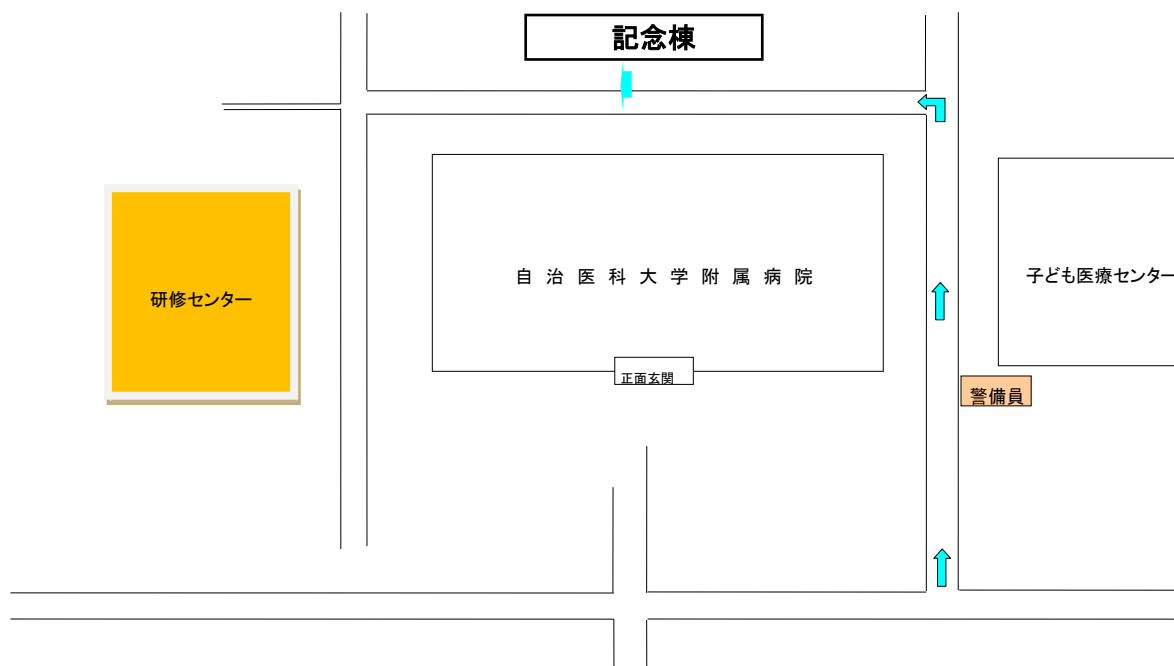 記念棟
自治医科大学附属病院
子ども医療センター
研修センター
正面玄関
警備員